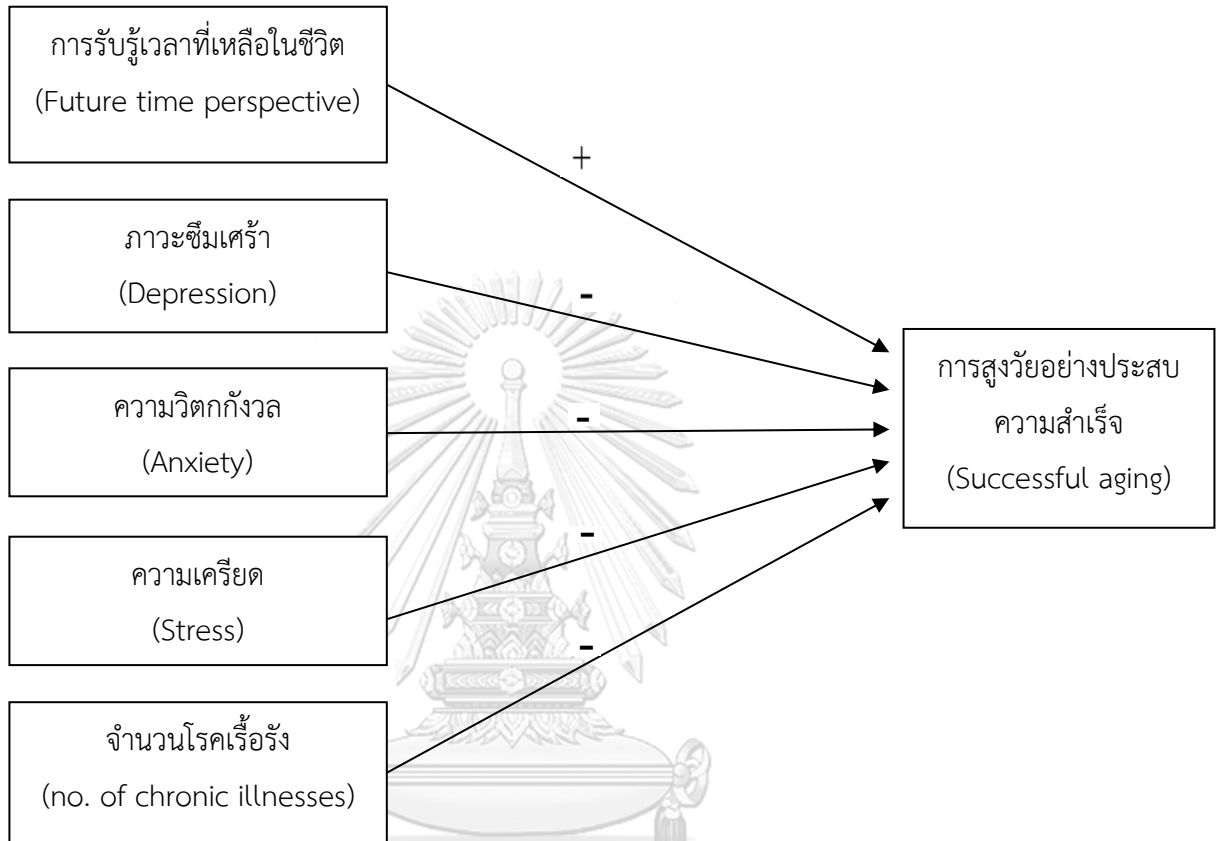 การรับรู้เวลาที่เหลือในชีวิต
(Future time perspective)
+
ภาวะซึมเศร้า
(Depression)
-
ความวิตกกังวล
(Anxiety)
-
การสูงวัยอย่างประสบ
ความสำเร็จ
(Successful aging)
ความเครียด
(Stress)
-
จำนวนโรคเรื้อรัง
(no. of chronic illnesses)
-